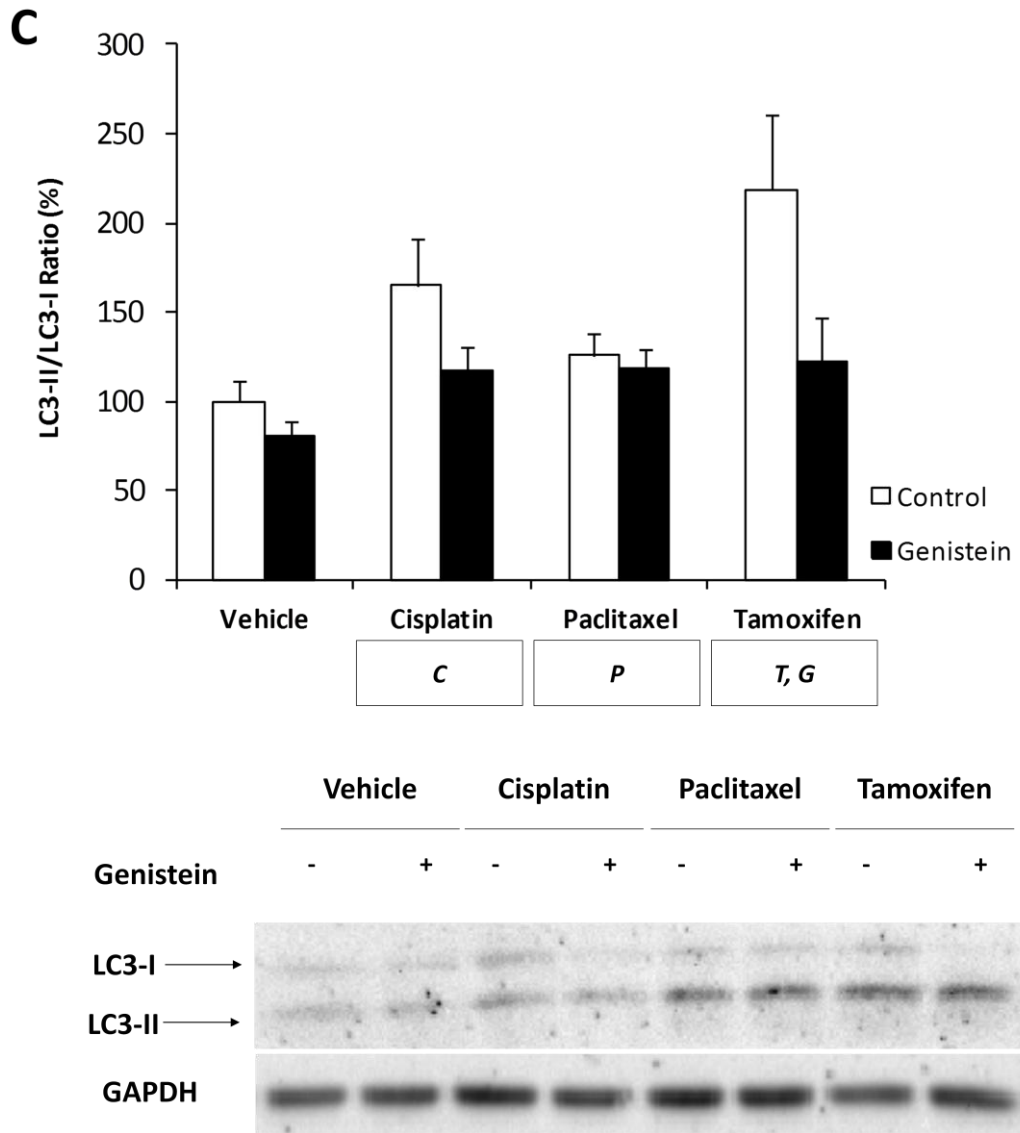 C
LC3-II/LC3-I Ratio (%)
300
250
200
150
100
50
0
Control
Genistein
Vehicle Cisplatin Paclitaxel Tamoxifen
C P T, G
Vehicle Cisplatin Paclitaxel Tamoxifen
Genistein - + - + - + - +
LC3-I
LC3-II
GAPDH